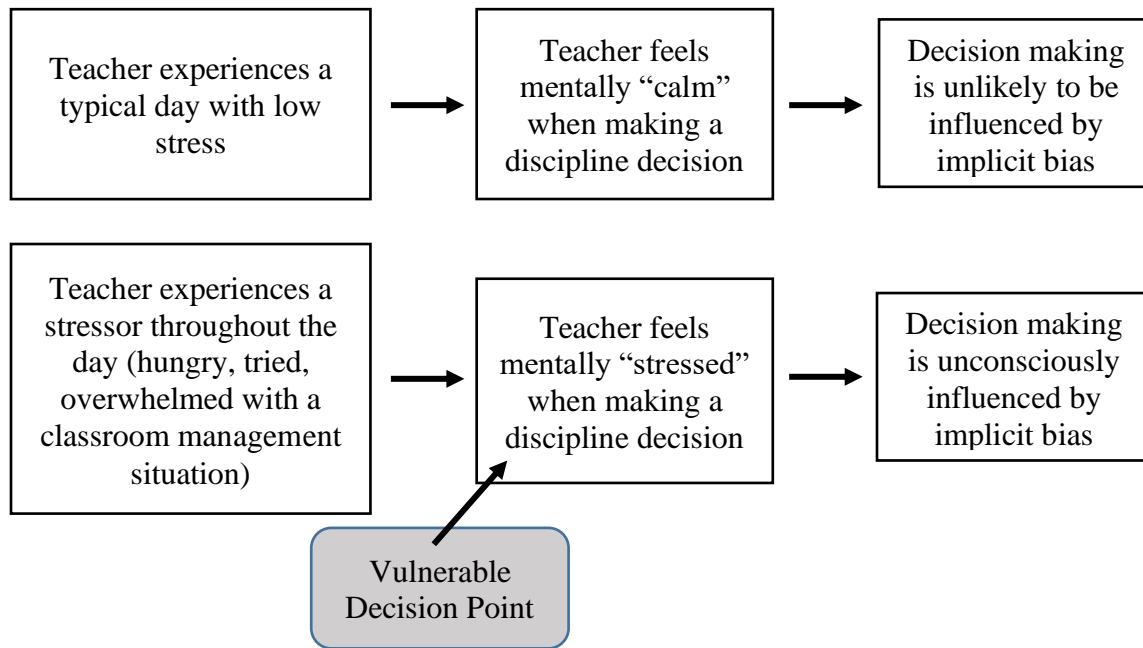 Teacher experiences a
typical day with low
stress
Teacher feels
mentally “calm”
when making a
discipline decision
Decision making
is unlikely to be
influenced by
implicit bias
Teacher experiences a
stressor throughout the
day (hungry, tried,
overwhelmed with a
classroom management
situation)
Teacher feels
mentally “stressed”
when making a
discipline decision
Decision making
is unconsciously
influenced by
implicit bias
Vulnerable
Decision Point